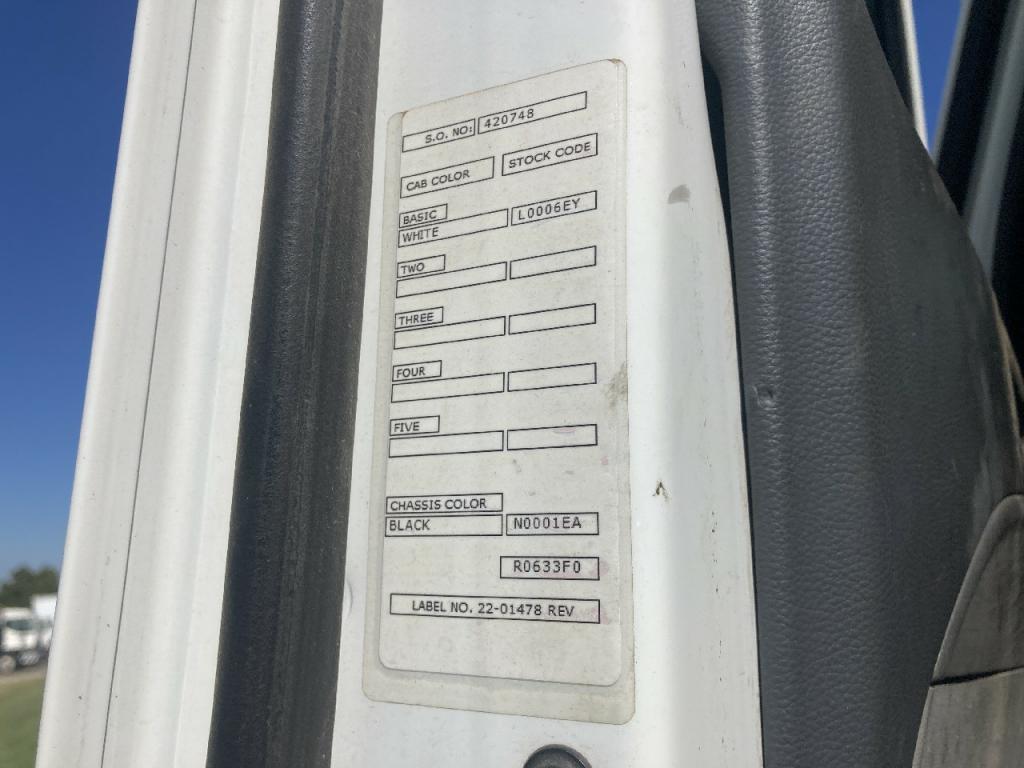 S.O. NO: 420748
CAB COLOR STOCK CODE
BASIC
WHITE L0006EY
TWO
THREE
FOUR
FIVE
CHASSIS COLOR
BLACK N0001EA
R0633F0
LABEL NO. 22-01478 REV